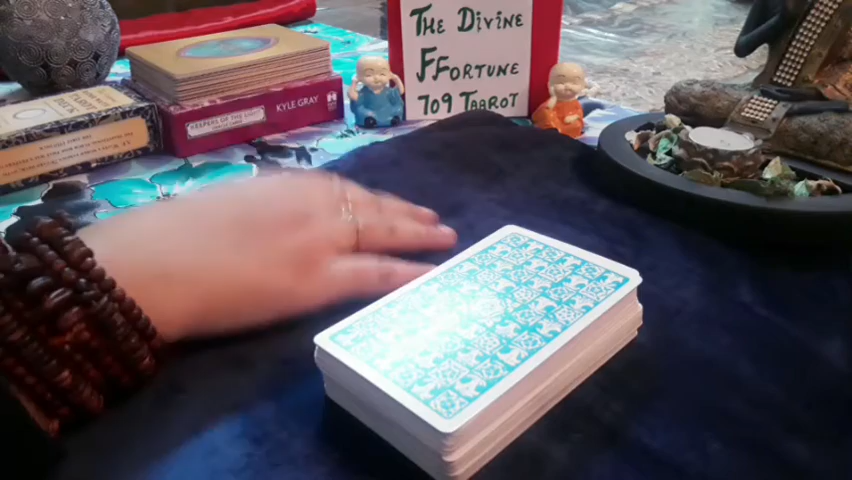 THE DIVINE
FFORTUNE
709 TAAROT
KEEPERS OF THE LIGHT
KYLE GRAY